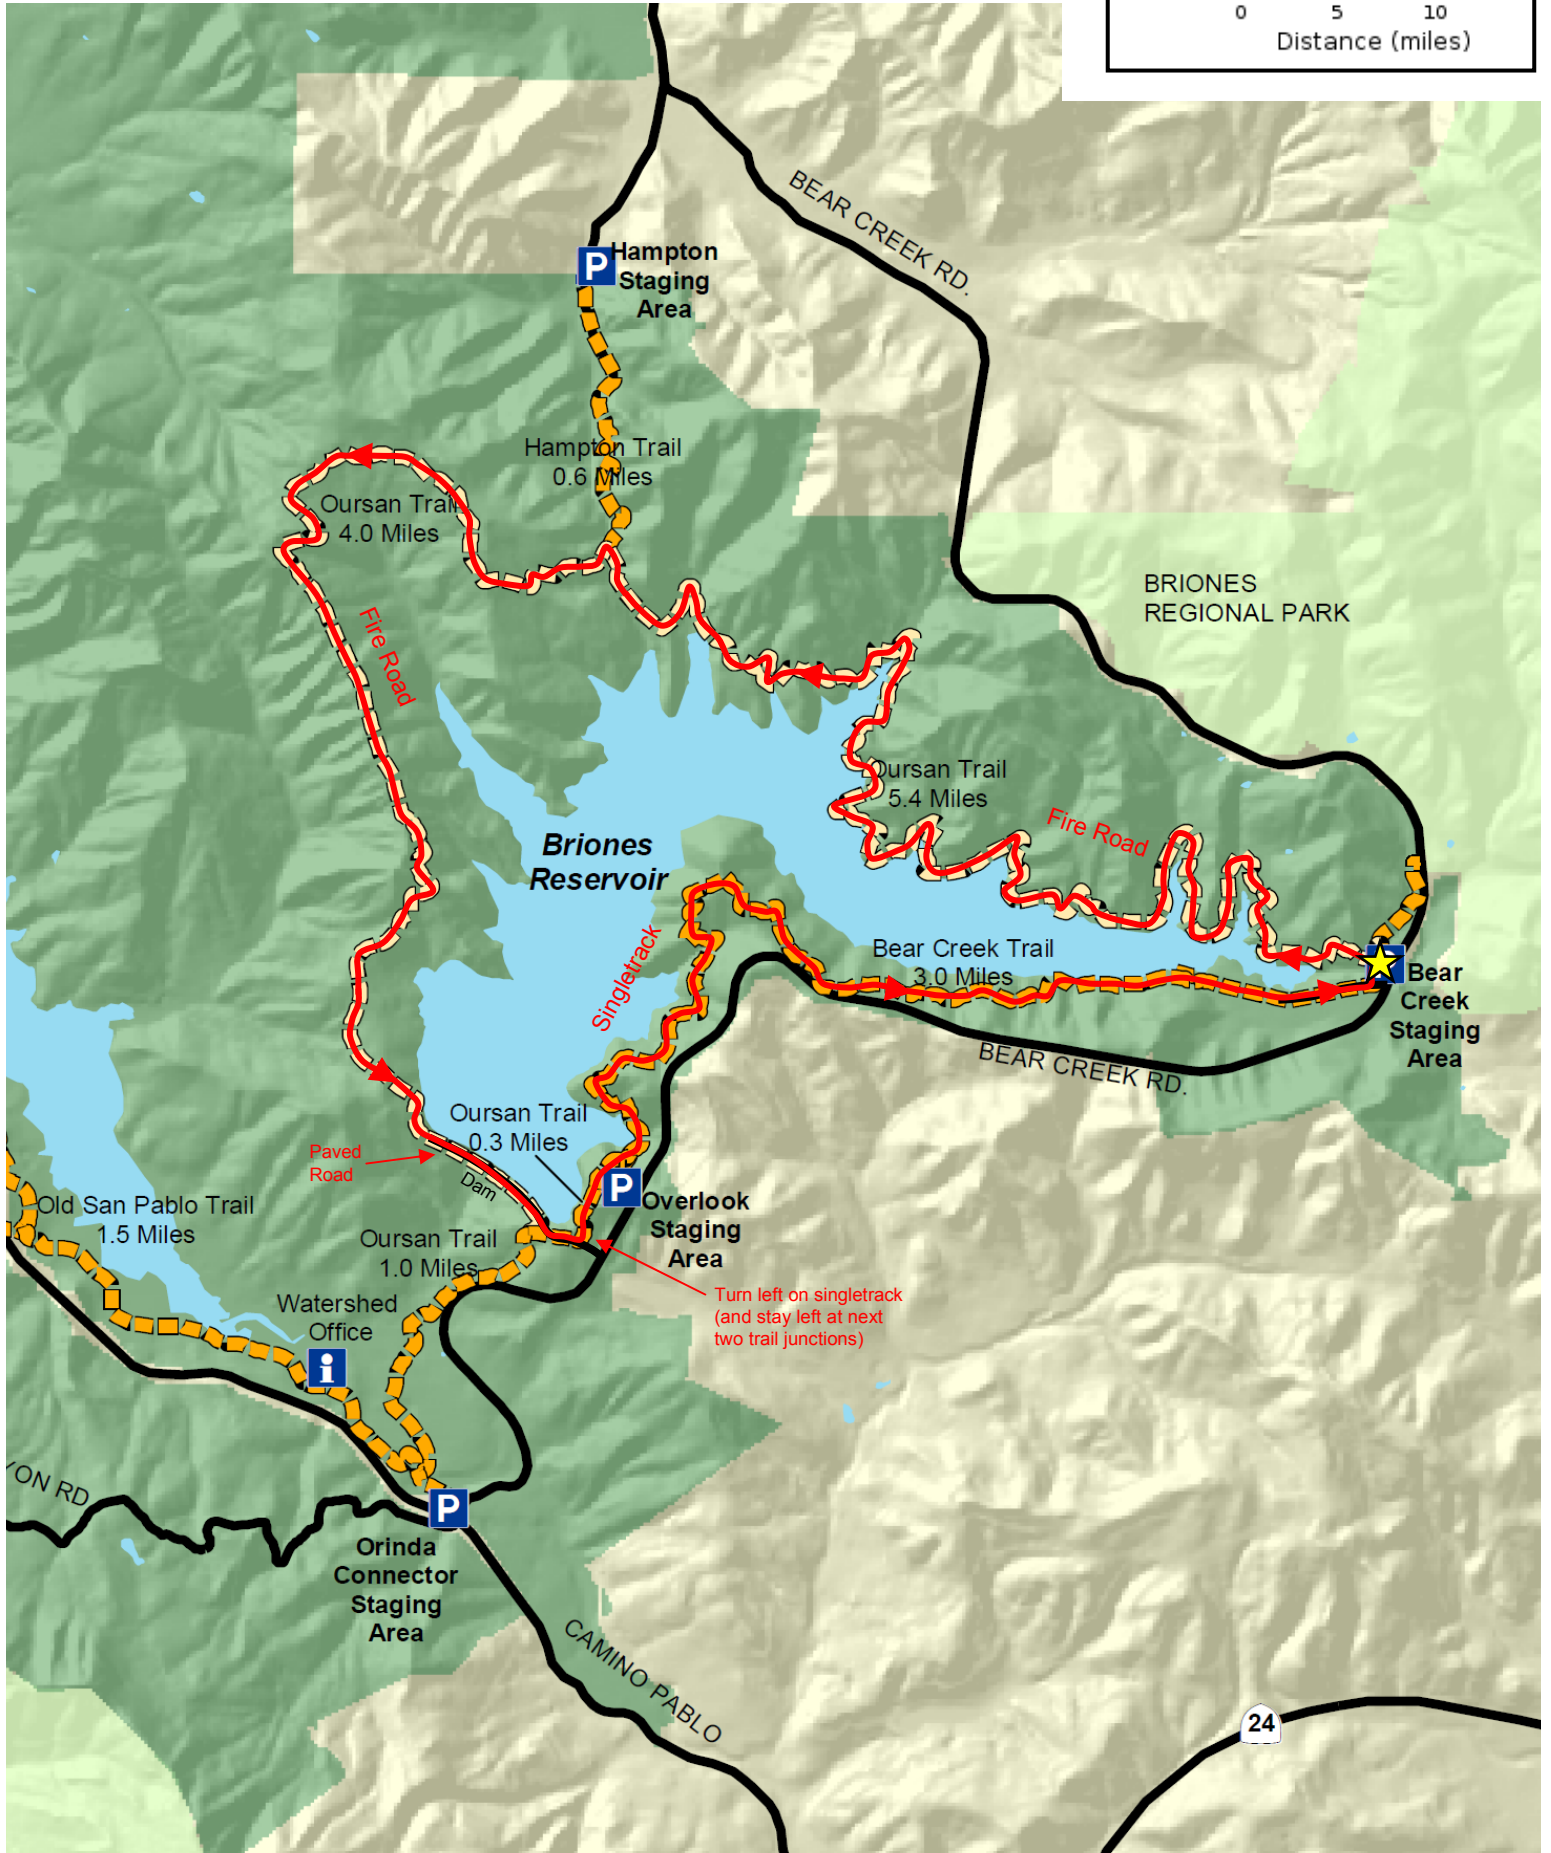 0 5 10
Distance (miles)
BEAR CREEK RD.
P
Hampton
Staging
Area
Hampton Trail
0.6 Miles
Oursan Trail
4.0 Miles
BRIONES
REGIONAL PARK
Fire Road
Oursan Trail
5.4 Miles
Fire Road
Briones
Reservoir
Singletrack
Bear Creek Trail
3.0 Miles
Bear
Creek
Staging
Area
BEAR CREEK RD.
Oursan Trail
0.3 Miles
Paved
Road
Dam
P
Overlook
Staging
Area
Old San Pablo Trail
1.5 Miles
Oursan Trail
1.0 Miles
Turn left on singletrack
(and stay left at next
two trail junctions)
Watershed
Office
i
YON RD
P
Orinda
Connector
Staging
Area
CAMINO PABLO
24